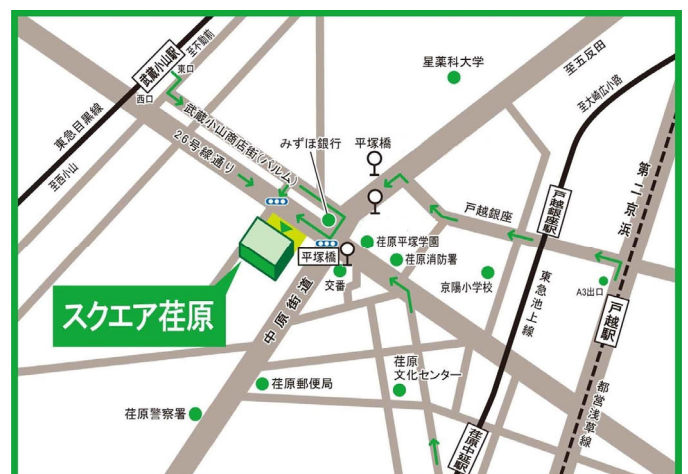 星薬科大学
至五反田
至大崎広小路
至不動前
武蔵小山駅
東口
西口
東急目黒線
至西小山
武蔵小山商店街(パルム)
26号線通り
みずほ銀行
平塚橋
戸越銀座
戸越銀座駅
第二京浜
荏原平塚学園
荏原消防署
平塚橋
交番
京陽小学校
東急池上線
A3出口
戸越駅
スクエア荏原
中原街道
荏原
文化センター
荏原郵便局
荏原警察署
荏原中延駅
都営浅草線